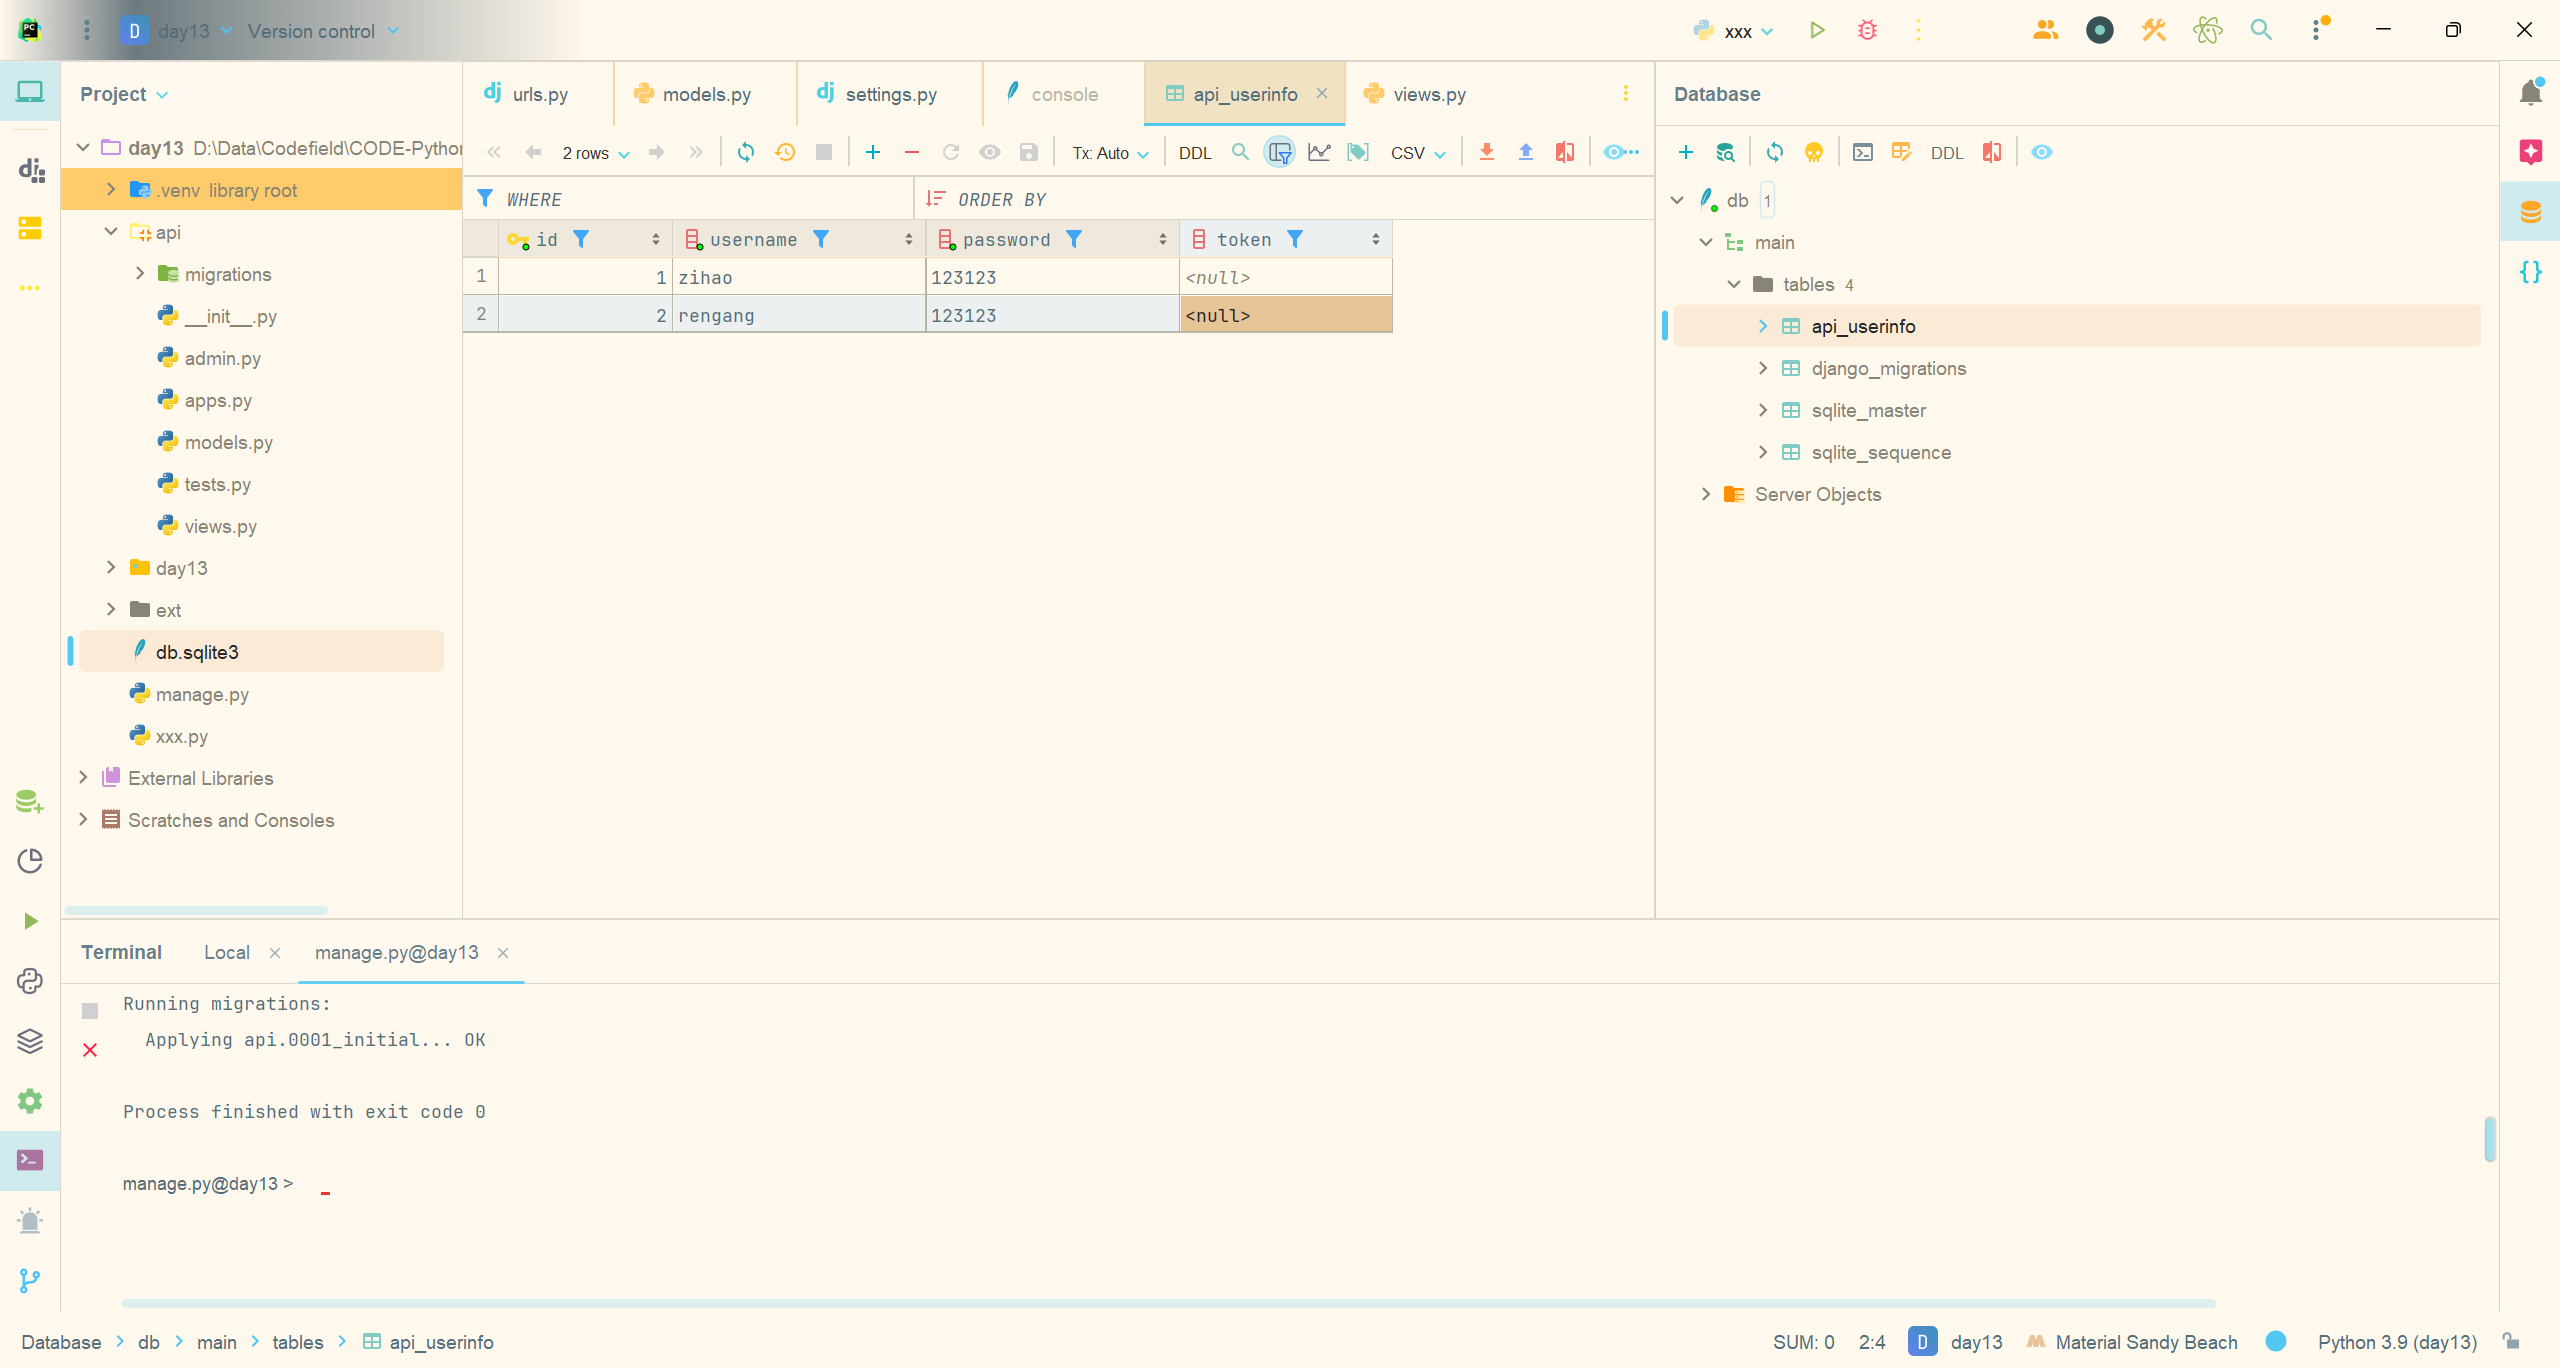 D day13 Version control
xxx
Project
day13 D:\Data\Codefield\CODE-Python
.venv library root
api
migrations
__init__.py
admin.py
apps.py
models.py
tests.py
views.py
day13
ext
db.sqlite3
manage.py
xxx.py
External Libraries
Scratches and Consoles
urls.py models.py settings.py console api_userinfo views.py
2 rows Tx: Auto DDL CSV
WHERE ORDER BY
id username password token
1 1 zihao 123123 <null>
2 2 rengang 123123 <null>
Database
DDL
db 1
main
tables 4
api_userinfo
django_migrations
sqlite_master
sqlite_sequence
Server Objects
Terminal Local manage.py@day13
Running migrations:
Applying api.0001_initial... OK
Process finished with exit code 0
manage.py@day13 >
Database db main tables api_userinfo
SUM: 0 2:4 D day13 Material Sandy Beach Python 3.9 (day13)